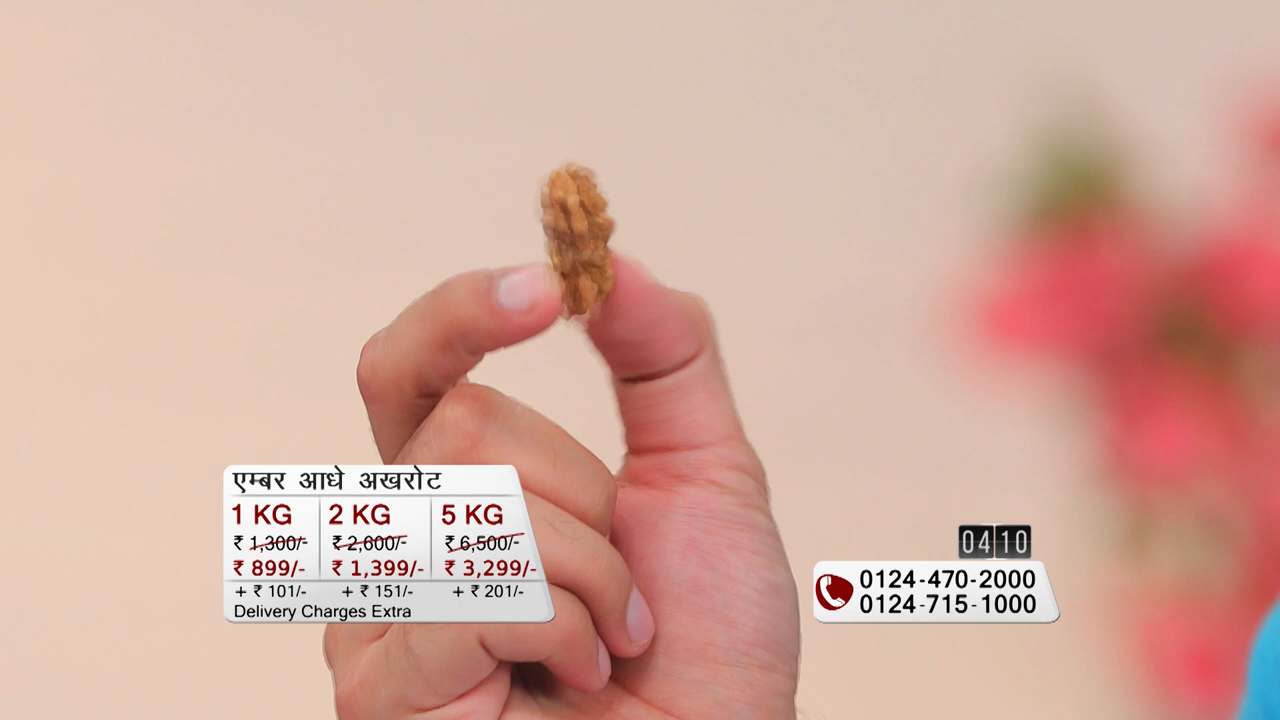 एम्बर आधे अखरोट
1 KG 2 KG 5 KG
₹ 1,300/- ₹ 2,600/- ₹ 6,500/-
₹ 899/- ₹ 1,399/- ₹ 3,299/-
+ ₹ 101/- + ₹ 151/- + ₹ 201/-
Delivery Charges Extra
04 10
0124-470-2000
0124-715-1000